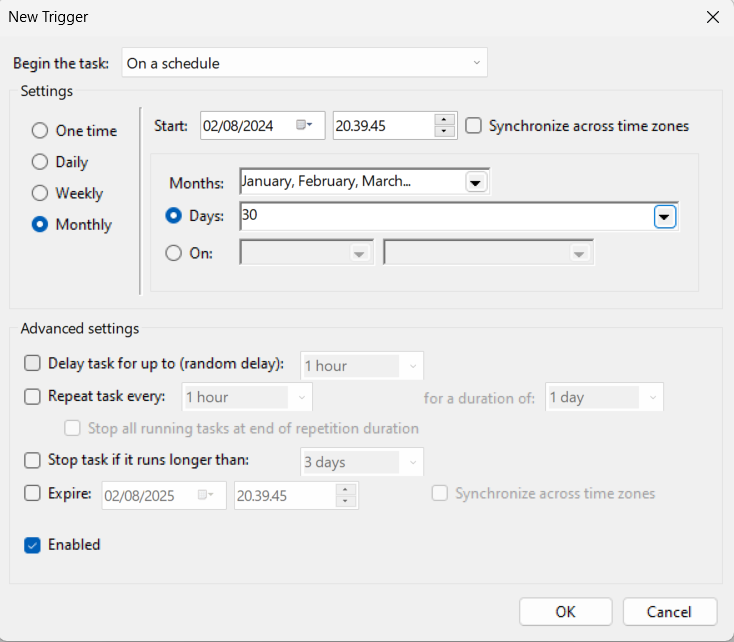 New Trigger
Begin the task: On a schedule
Settings
One time
Daily
Weekly
Monthly
Start: 02/08/2024 20.39.45 Synchronize across time zones
Months: January, February, March...
Days: 30
On:
Advanced settings
Delay task for up to (random delay): 1 hour
Repeat task every: 1 hour for a duration of: 1 day
Stop all running tasks at end of repetition duration
Stop task if it runs longer than: 3 days
Expire: 02/08/2025 20.39.45 Synchronize across time zones
Enabled
OK Cancel